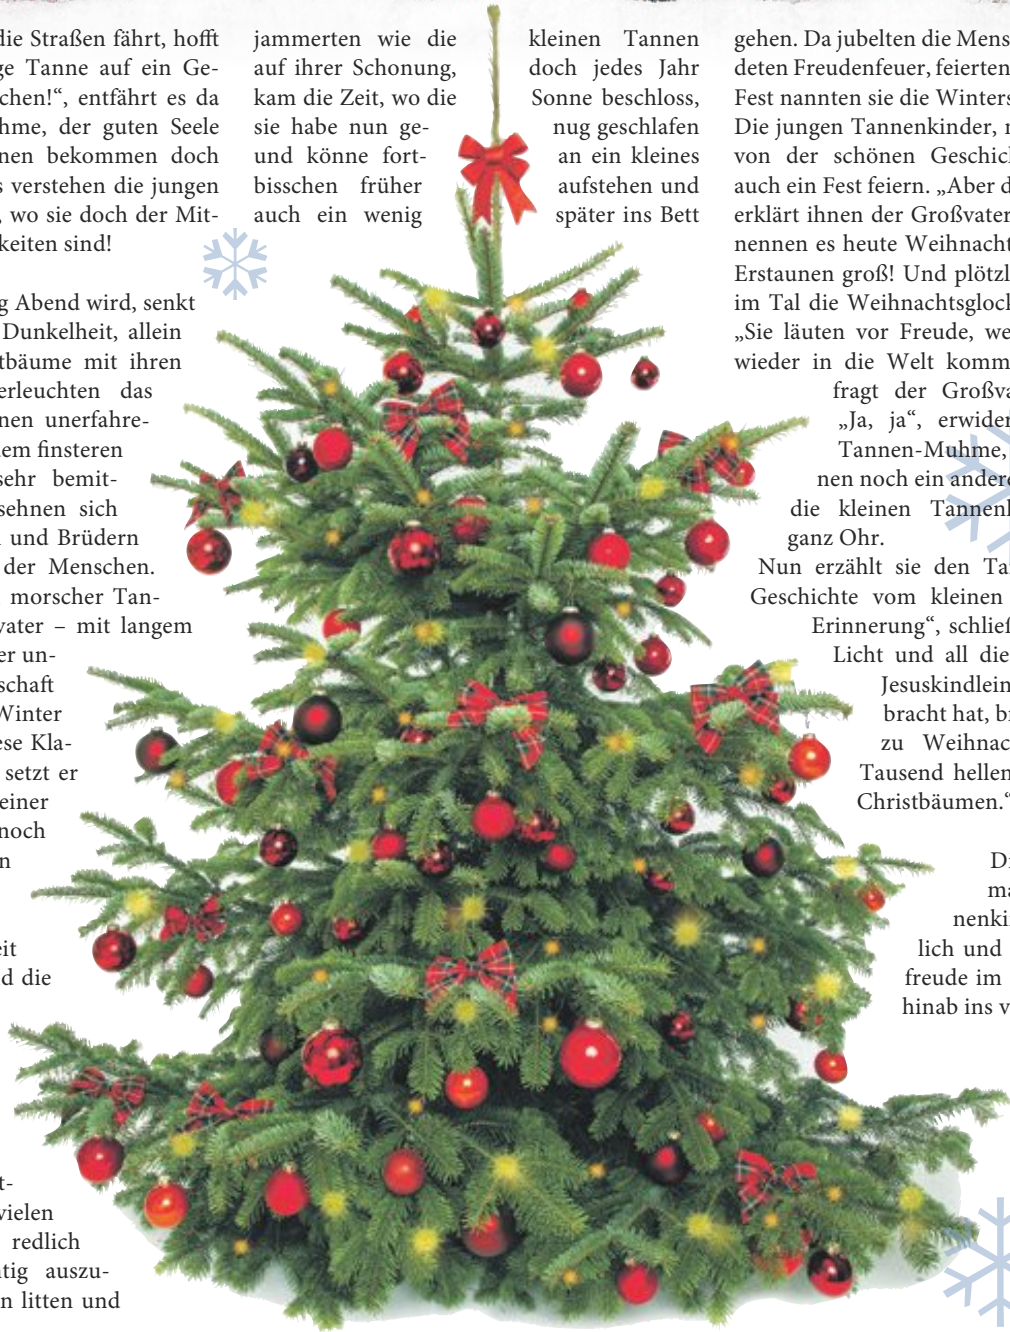 die Straßen fährt, hofft
ge Tanne auf ein Ge-
chen!“, entfährt es da
hme, der guten Seele
nen bekommen doch
s verstehen die jungen
, wo sie doch der Mit-
keiten sind!
g Abend wird, senkt
Dunkelheit, allein
tbäume mit ihren
erleuchten das
nen unerfahre-
em finsteren
sehr bemit-
sehnen sich
und Brüdern
der Menschen.
morscher Tan-
vater – mit langem
er un-
schaft
Winter
ese Kla-
setzt er
einer
noch
n
eit
d die
t-
vielen
redlich
tig auszu-
n litten und
jammerten wie die kleinen Tannen
auf ihrer Schonung, doch jedes Jahr
kam die Zeit, wo die Sonne beschloss,
sie habe nun ge- nug geschlafen
und könne fort- an ein kleines
bisschen früher aufstehen und
auch ein wenig später ins Bett
gehen. Da jubelten die Mens
deten Freudenfeuer, feierten
Fest nannten sie die Winters
Die jungen Tannenkinder,
von der schönen Geschic
auch ein Fest feiern. „Aber d
erklärt ihnen der Großvater
nennen es heute Weihnacht
Erstaunen groß! Und plötzl
im Tal die Weihnachtsglock
„Sie läuten vor Freude, we
wieder in die Welt komm
fragt der Großva
„Ja, ja“, erwider
Tannen-Muhme,
nen noch ein andere
die kleinen Tannen
ganz Ohr.
Nun erzählt sie den Ta
Geschichte vom kleinen
Erinnerung“, schließ
Licht und all die
Jesuskindlein
bracht hat, b
zu Weihnac
Tausend hellen
Christbäumen.“
D
ma
nenki
lich und
freude im
hinab ins v